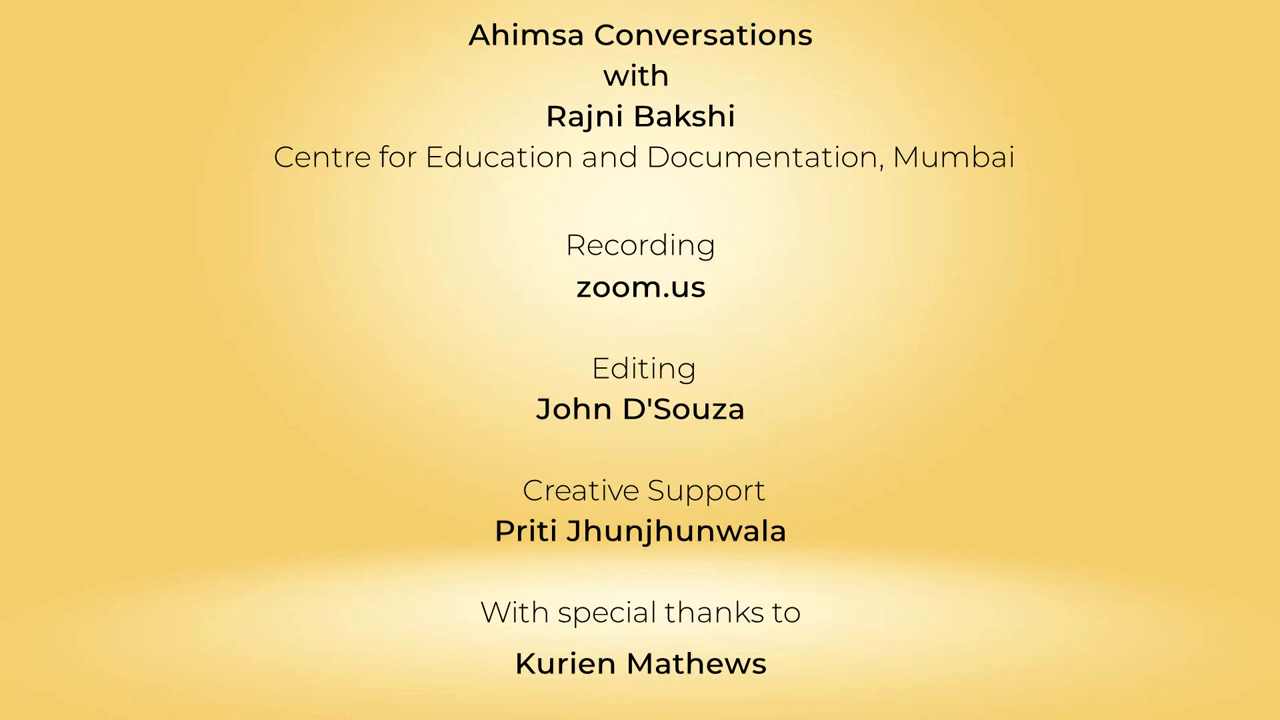 Ahimsa Conversations
with
Rajni Bakshi
Centre for Education and Documentation, Mumbai
Recording
zoom.us
Editing
John D'Souza
Creative Support
Priti Jhunjhunwala
With special thanks to
Kurien Mathews